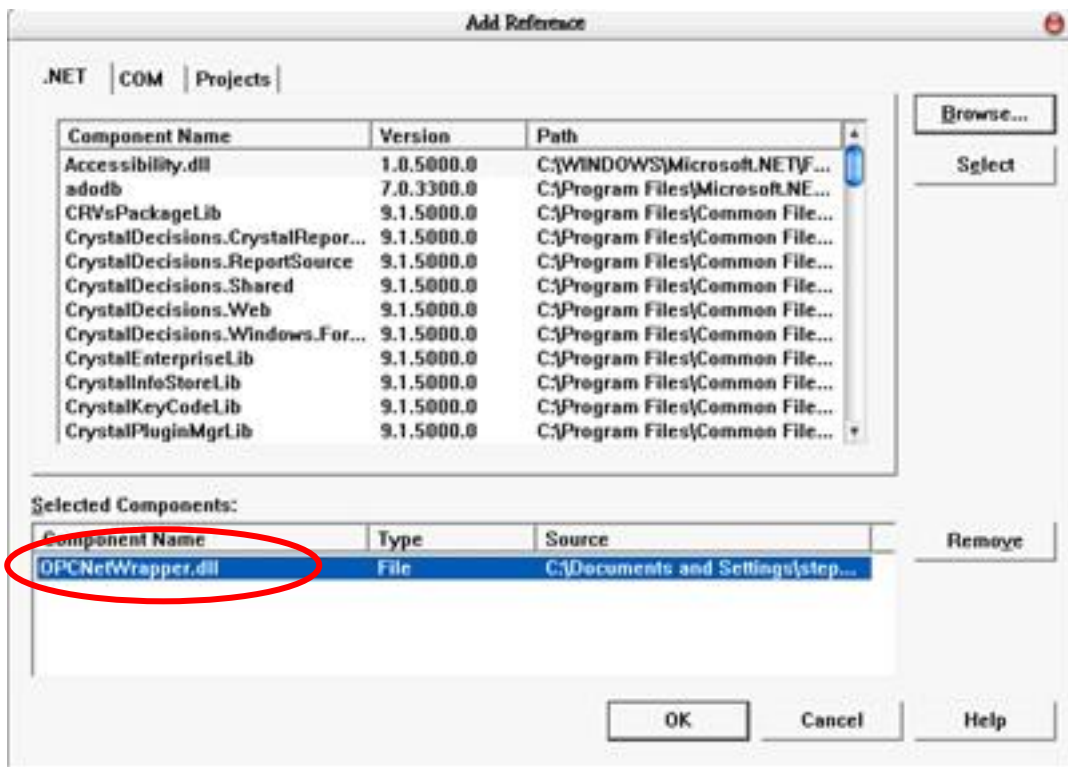 Add Reference
.NET COM Projects
Browse...
Select
Component Name Version Path
Accessibility.dll 1.0.5000.0 C:\WINDOWS\Microsoft.NET\F...
adodb 7.0.3300.0 C:\Program Files\Microsoft.NE...
CRVsPackageLib 9.1.5000.0 C:\Program Files\Common File...
CrystalDecisions.CrystalRepor... 9.1.5000.0 C:\Program Files\Common File...
CrystalDecisions.ReportSource 9.1.5000.0 C:\Program Files\Common File...
CrystalDecisions.Shared 9.1.5000.0 C:\Program Files\Common File...
CrystalDecisions.Web 9.1.5000.0 C:\Program Files\Common File...
CrystalDecisions.Windows.For... 9.1.5000.0 C:\Program Files\Common File...
CrystalEnterpriseLib 9.1.5000.0 C:\Program Files\Common File...
CrystalInfoStoreLib 9.1.5000.0 C:\Program Files\Common File...
CrystalKeyCodeLib 9.1.5000.0 C:\Program Files\Common File...
CrystalPluginMgrLib 9.1.5000.0 C:\Program Files\Common File...
Selected Components:
Component Name Type Source
Remove
OPCNetWrapper.dll File C:\Documents and Settings\step...
OK Cancel Help